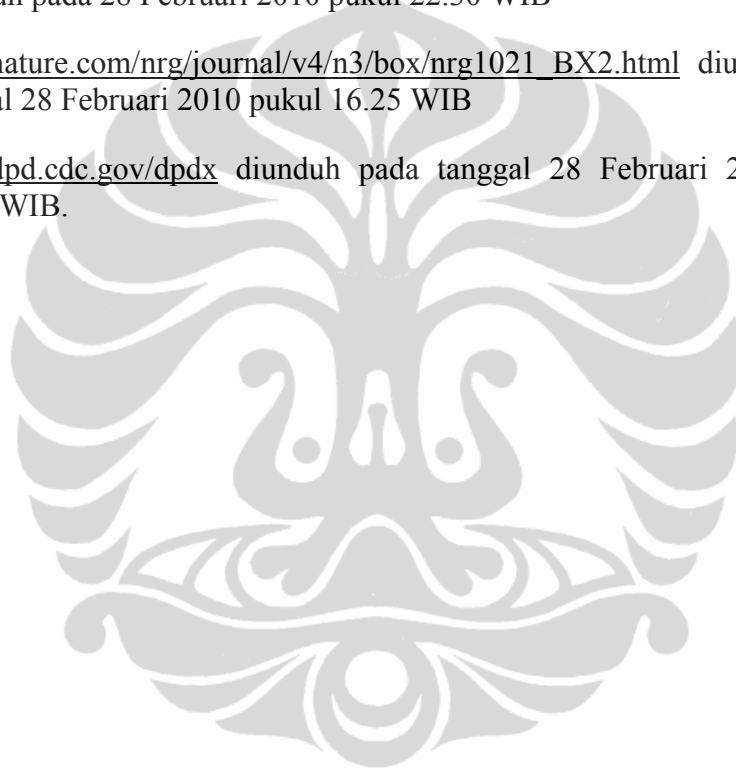 pada 28 Februari 2010 pukul 22.30 WIB
nature.com/nrg/journal/v4/n3/box/nrg1021_BX2.html diu
28 Februari 2010 pukul 16.25 WIB
dpd.cdc.gov/dpdx diunduh pada tanggal 28 Februari 2
WIB.